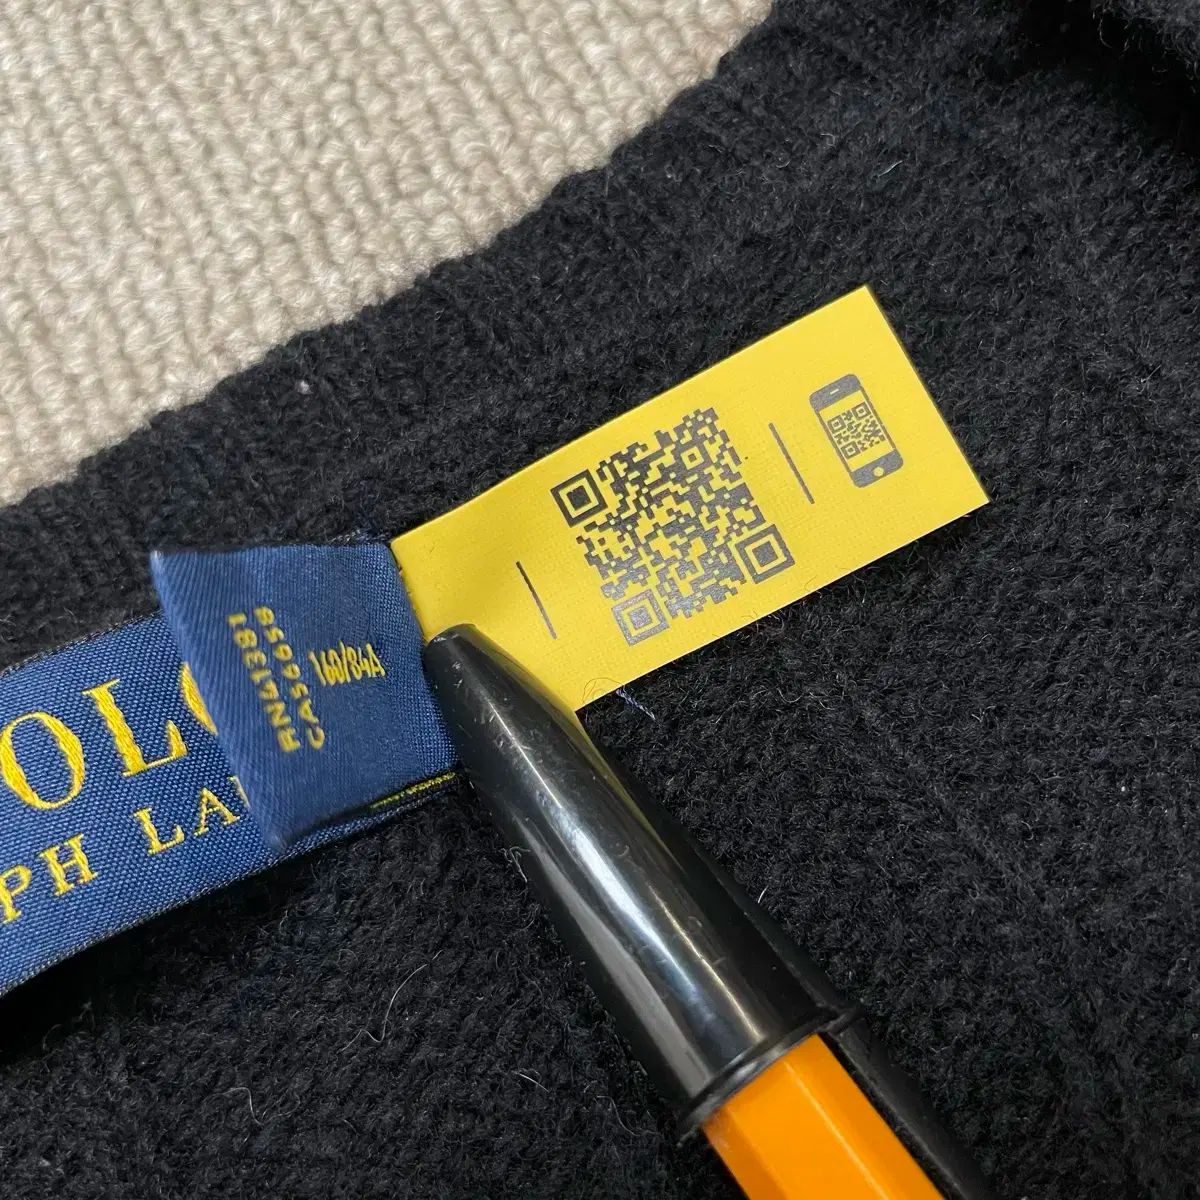 OLO
PH LA
RN41381
CA56658
160/84A